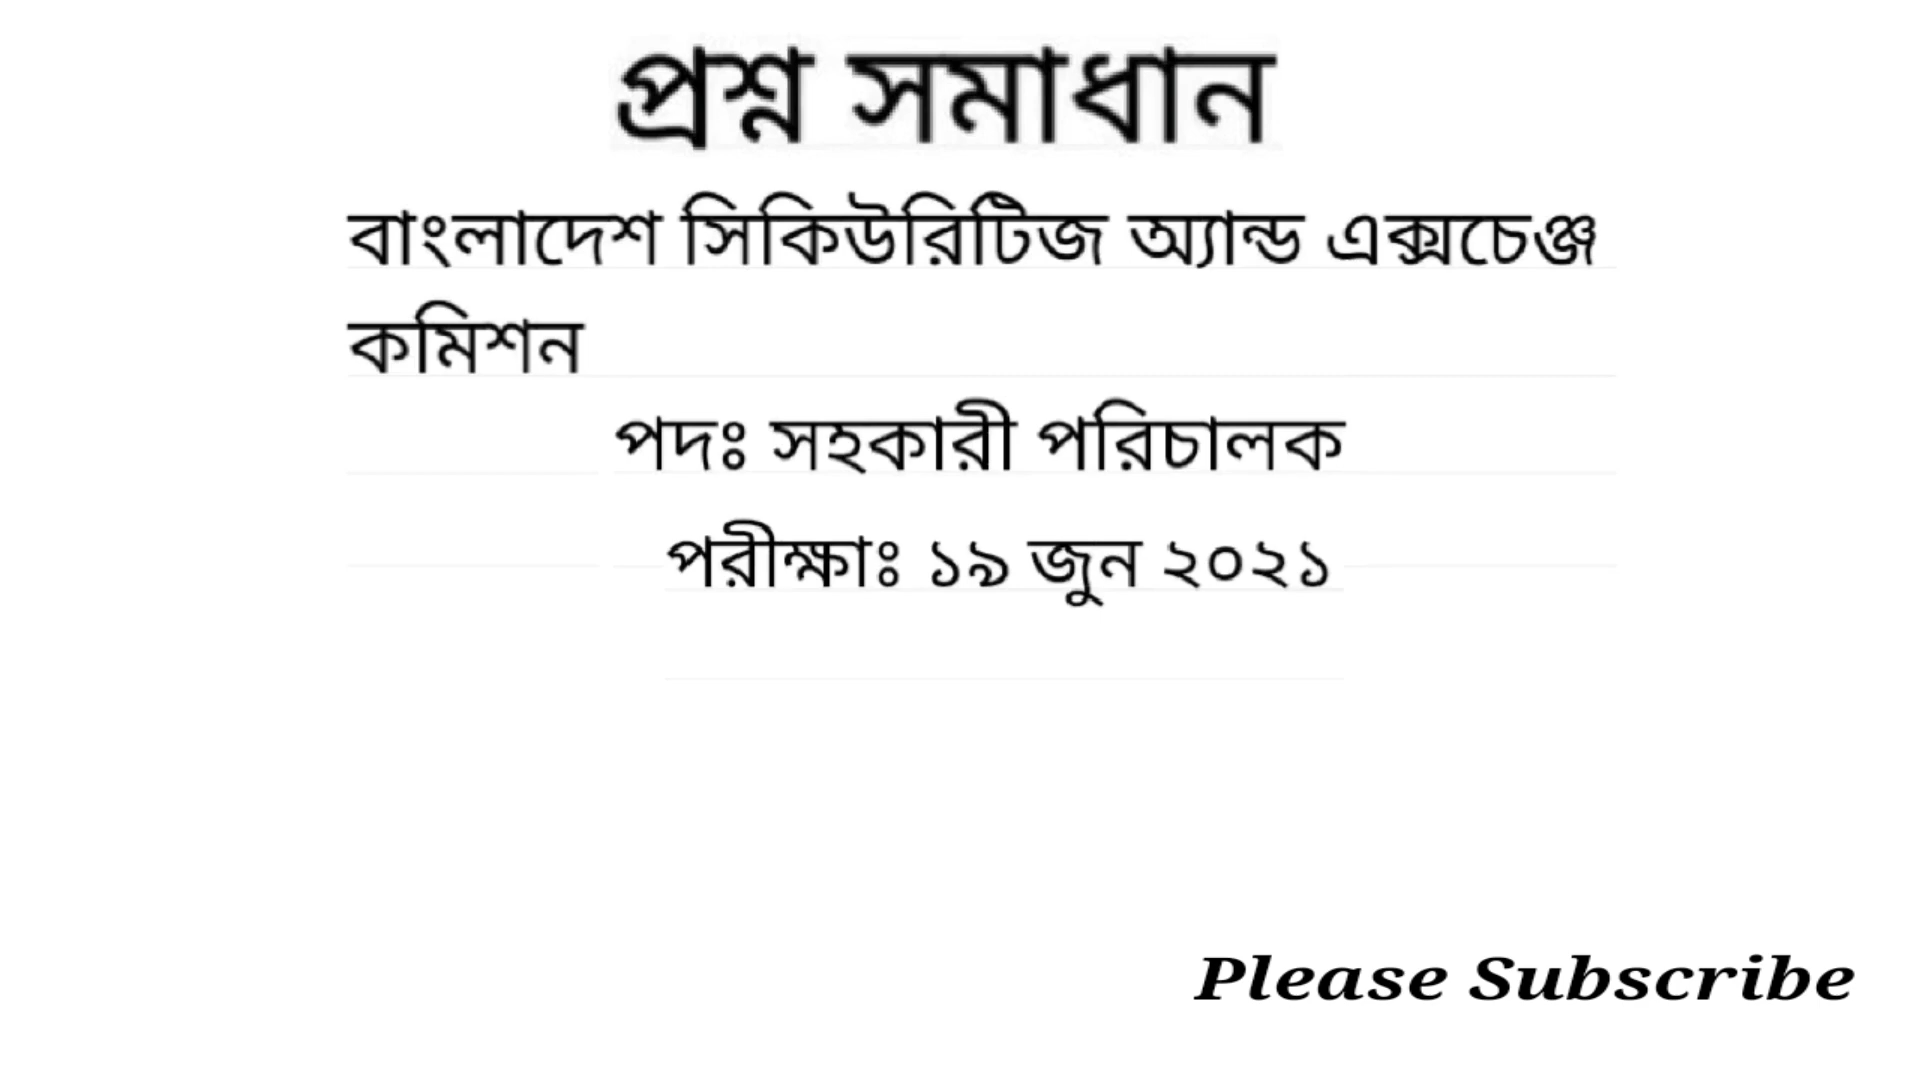 প্রশ্ন সমাধান
বাংলাদেশ সিকিউরিটিজ অ্যান্ড এক্সচেঞ্জ
কমিশন
পদঃ সহকারী পরিচালক
পরীক্ষাঃ ১৯ জুন ২০২১
Please Subscribe